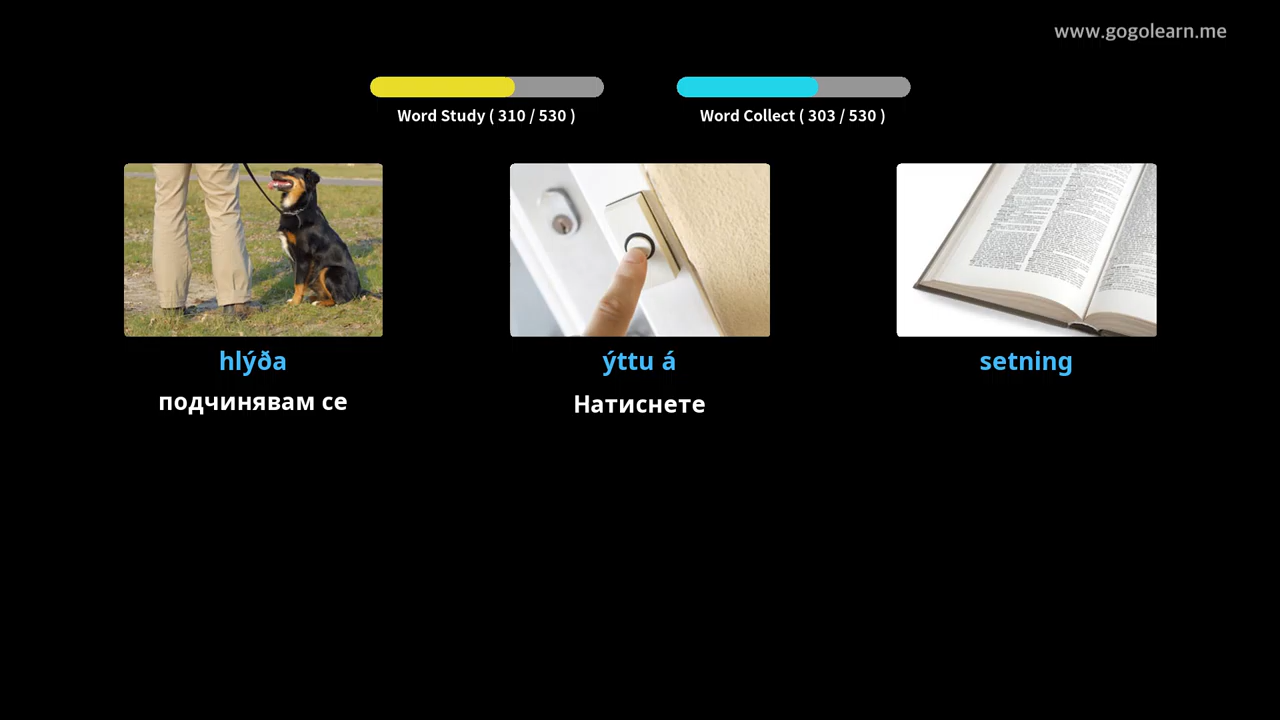 www.gogolearn.me
Word Study ( 310 / 530 )
Word Collect ( 303 / 530 )
hlýða
ýttu á
setning
подчинявам се
Натиснете